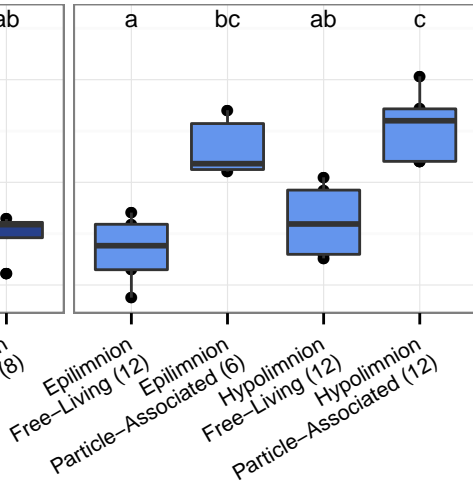 ab a bc ab c
n
(8)
Epilimnion
Free–Living (12)
Epilimnion
Particle–Associated (6)
Hypolimnion
Free–Living (12)
Hypolimnion
Particle–Associated (12)